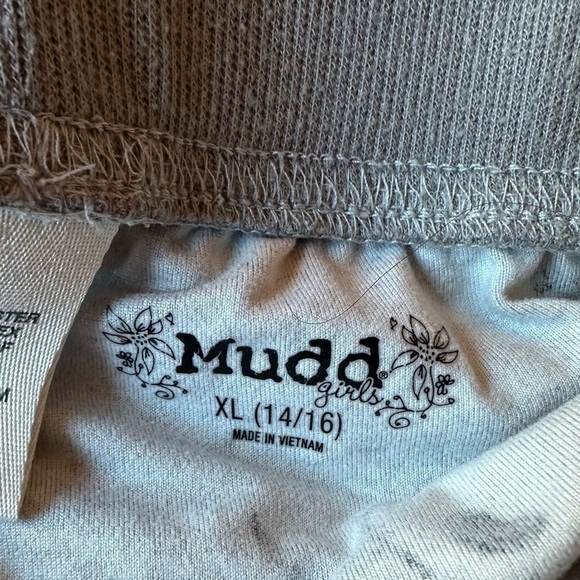 Mudd®
girls
XL (14/16)
MADE IN VIETNAM